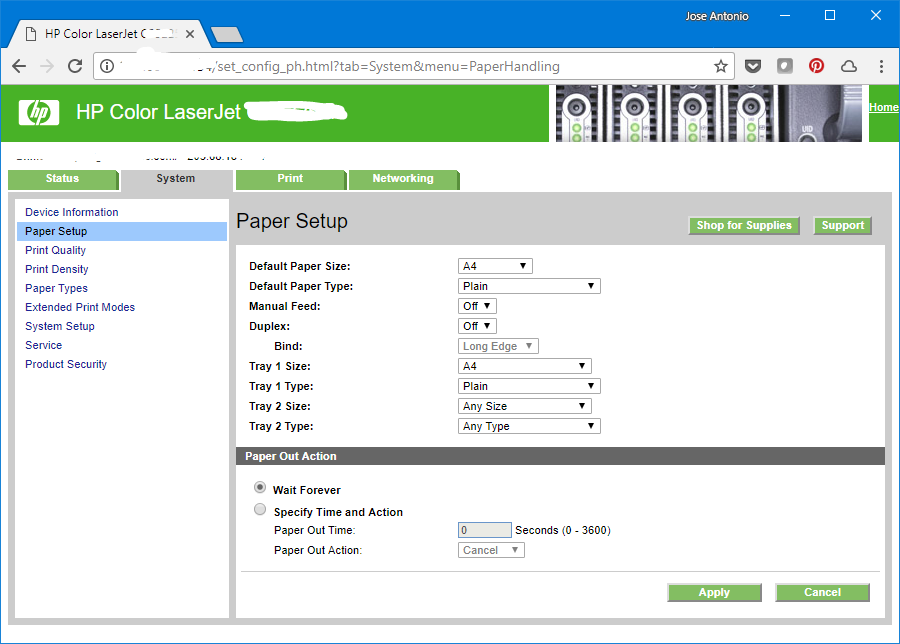 Jose Antonio
HP Color LaserJet
/set_config_ph.html?tab=System&menu=PaperHandling
hp HP Color LaserJet
UID
UID
Home
Status System Print Networking
Device Information
Paper Setup
Print Quality
Print Density
Paper Types
Extended Print Modes
System Setup
Service
Product Security
Paper Setup
Shop for Supplies Support
Default Paper Size: A4
Default Paper Type: Plain
Manual Feed: Off
Duplex: Off
Bind: Long Edge
Tray 1 Size: A4
Tray 1 Type: Plain
Tray 2 Size: Any Size
Tray 2 Type: Any Type
Paper Out Action
Wait Forever
Specify Time and Action
Paper Out Time: 0 Seconds (0 - 3600)
Paper Out Action: Cancel
Apply Cancel